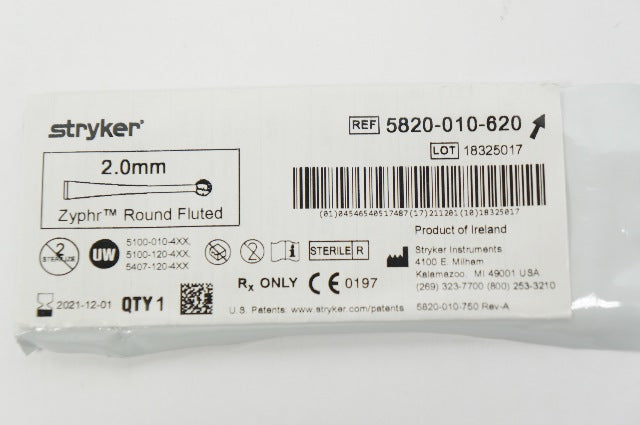 stryker®
REF 5820-010-620
LOT 18325017
2.0mm
Zyphr™ Round Fluted
(01)04546540517487(17)211201(10)18325017
Product of Ireland
2
STERILIZE
UW
5100-010-4XX,
5100-120-4XX,
5407-120-4XX
2
i
STERILE R
Stryker Instruments
4100 E. Milham
Kalamazoo, MI 49001 USA
(269) 323-7700 (800) 253-3210
Rx ONLY CE 0197
2021-12-01 QTY 1
U.S. Patents: www.stryker.com/patents
5820-010-750 Rev-A